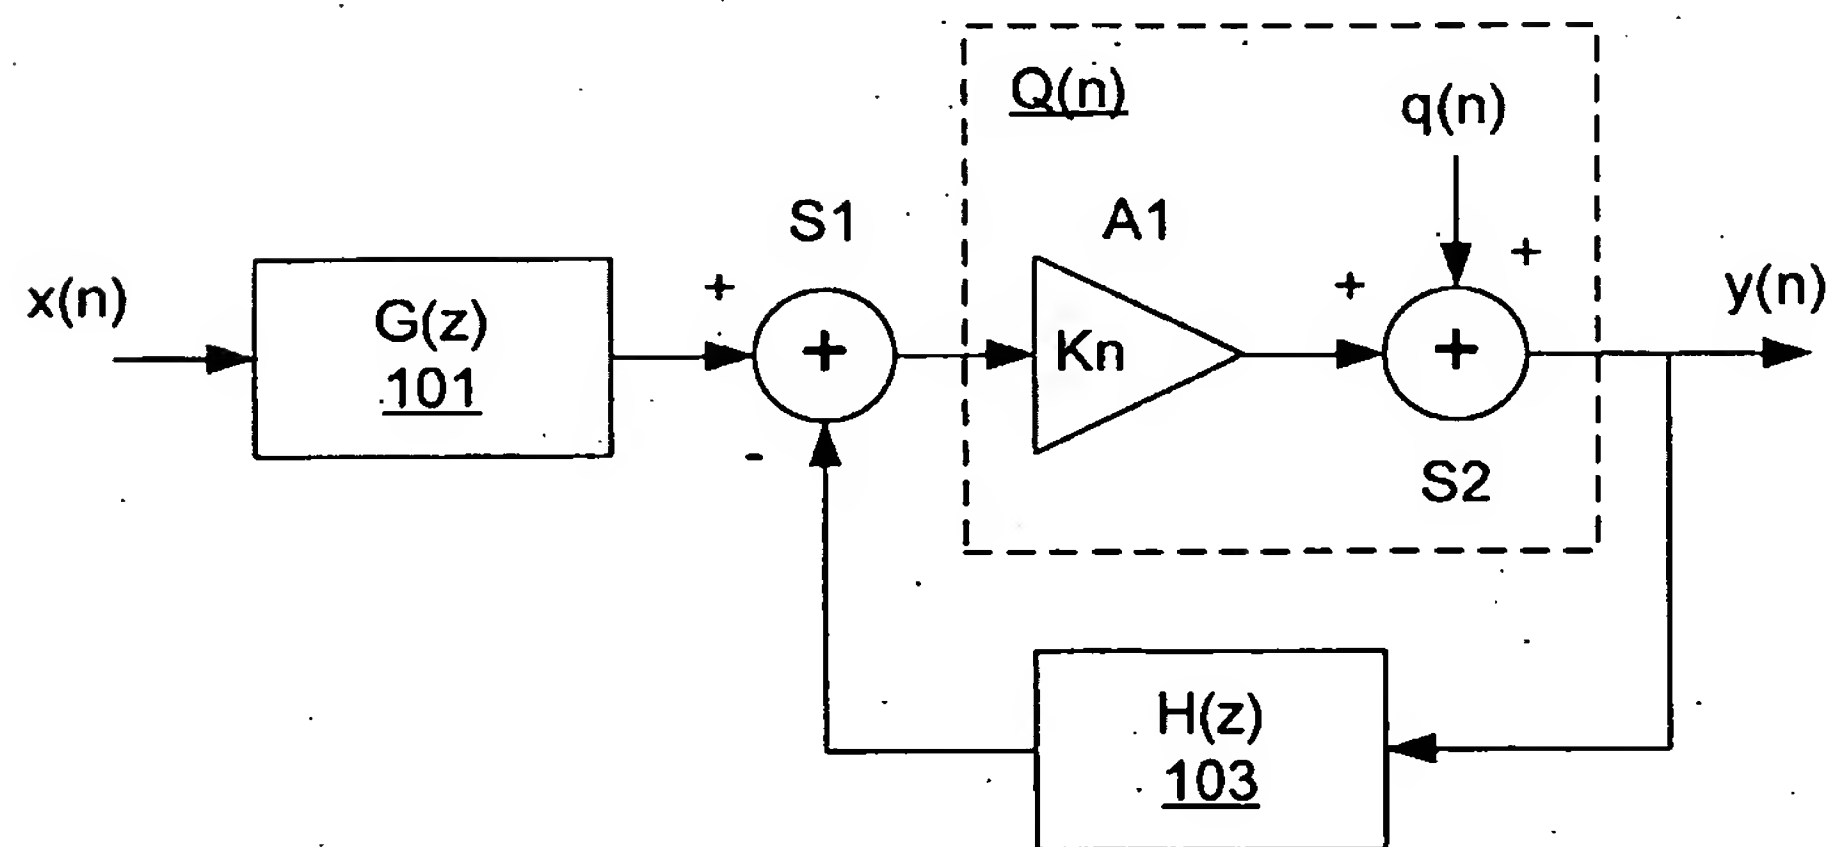 Q(n)
q(n)
S1
A1
x(n)
G(z)
101
+
+
Kn
+
+
+
y(n)
-
S2
H(z)
103